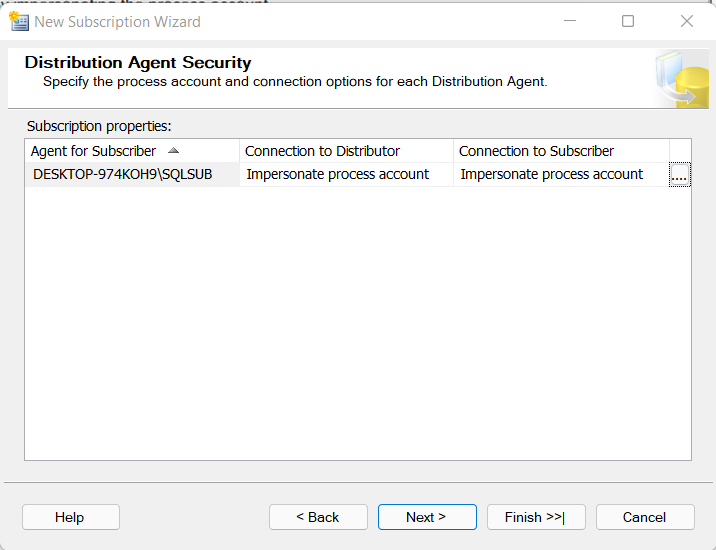 New Subscription Wizard
Distribution Agent Security
Specify the process account and connection options for each Distribution Agent.
Subscription properties:
Agent for Subscriber Connection to Distributor Connection to Subscriber
DESKTOP-974KOH9\SQLSUB Impersonate process account Impersonate process account ....
Help < Back Next > Finish >>| Cancel